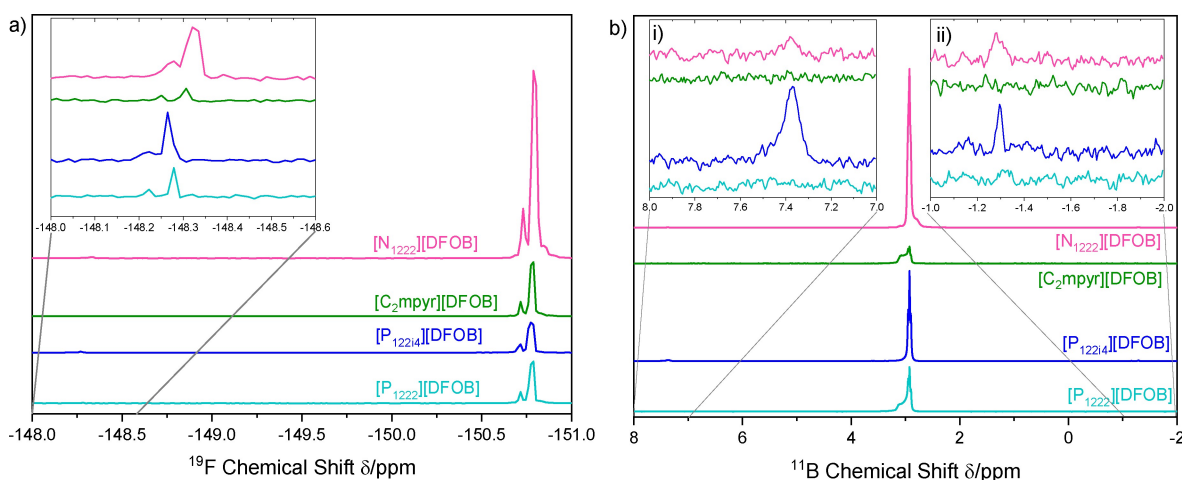 a)
-148.0 -148.1 -148.2 -148.3 -148.4 -148.5 -148.6
[N1222][DFOB]
[C2mpyr][DFOB]
[P122i4][DFOB]
[P1222][DFOB]
-148.0 -148.5 -149.0 -149.5 -150.0 -150.5 -151.0
19F Chemical Shift δ/ppm
b)
i)
8.0 7.8 7.6 7.4 7.2 7.0
ii)
-1.0 -1.2 -1.4 -1.6 -1.8 -2.0
[N1222][DFOB]
[C2mpyr][DFOB]
[P122i4][DFOB]
[P1222][DFOB]
8 6 4 2 0 -2
11B Chemical Shift δ/ppm